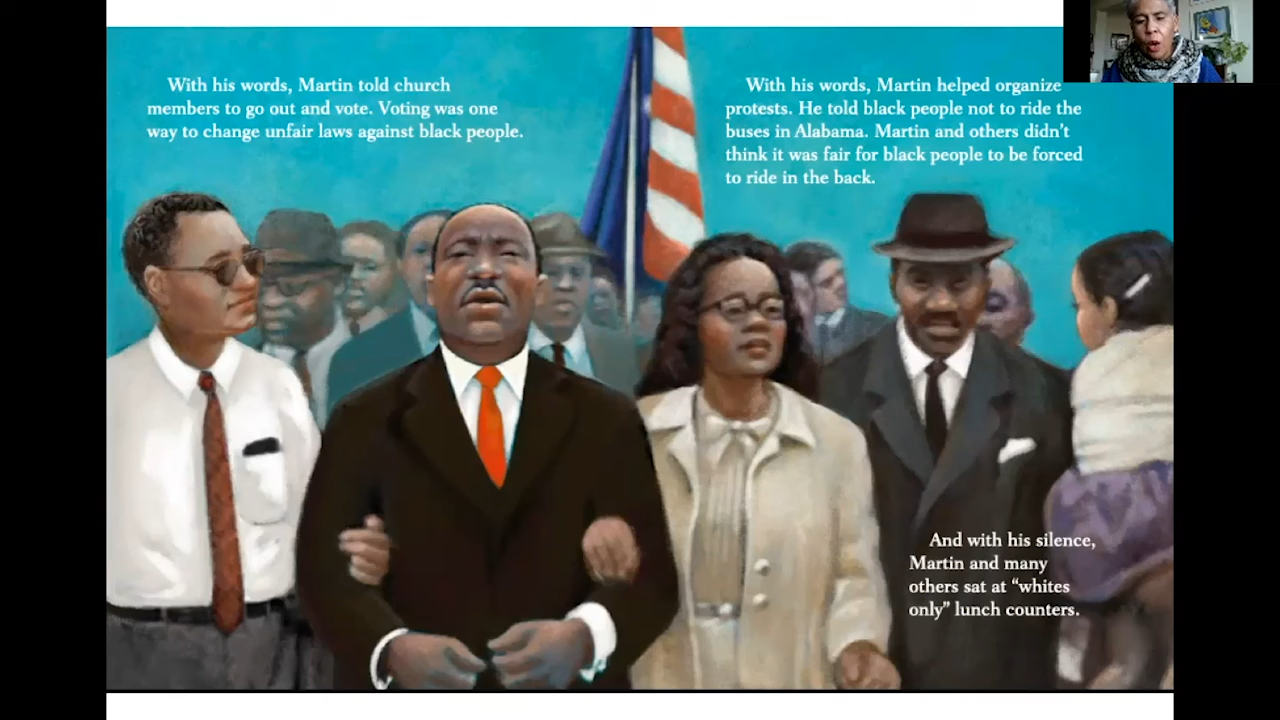 With his words, Martin told church
members to go out and vote. Voting was one
way to change unfair laws against black people.
With his words, Martin helped organize
protests. He told black people not to ride the
buses in Alabama. Martin and others didn’t
think it was fair for black people to be forced
to ride in the back.
And with his silence,
Martin and many
others sat at “whites
only” lunch counters.